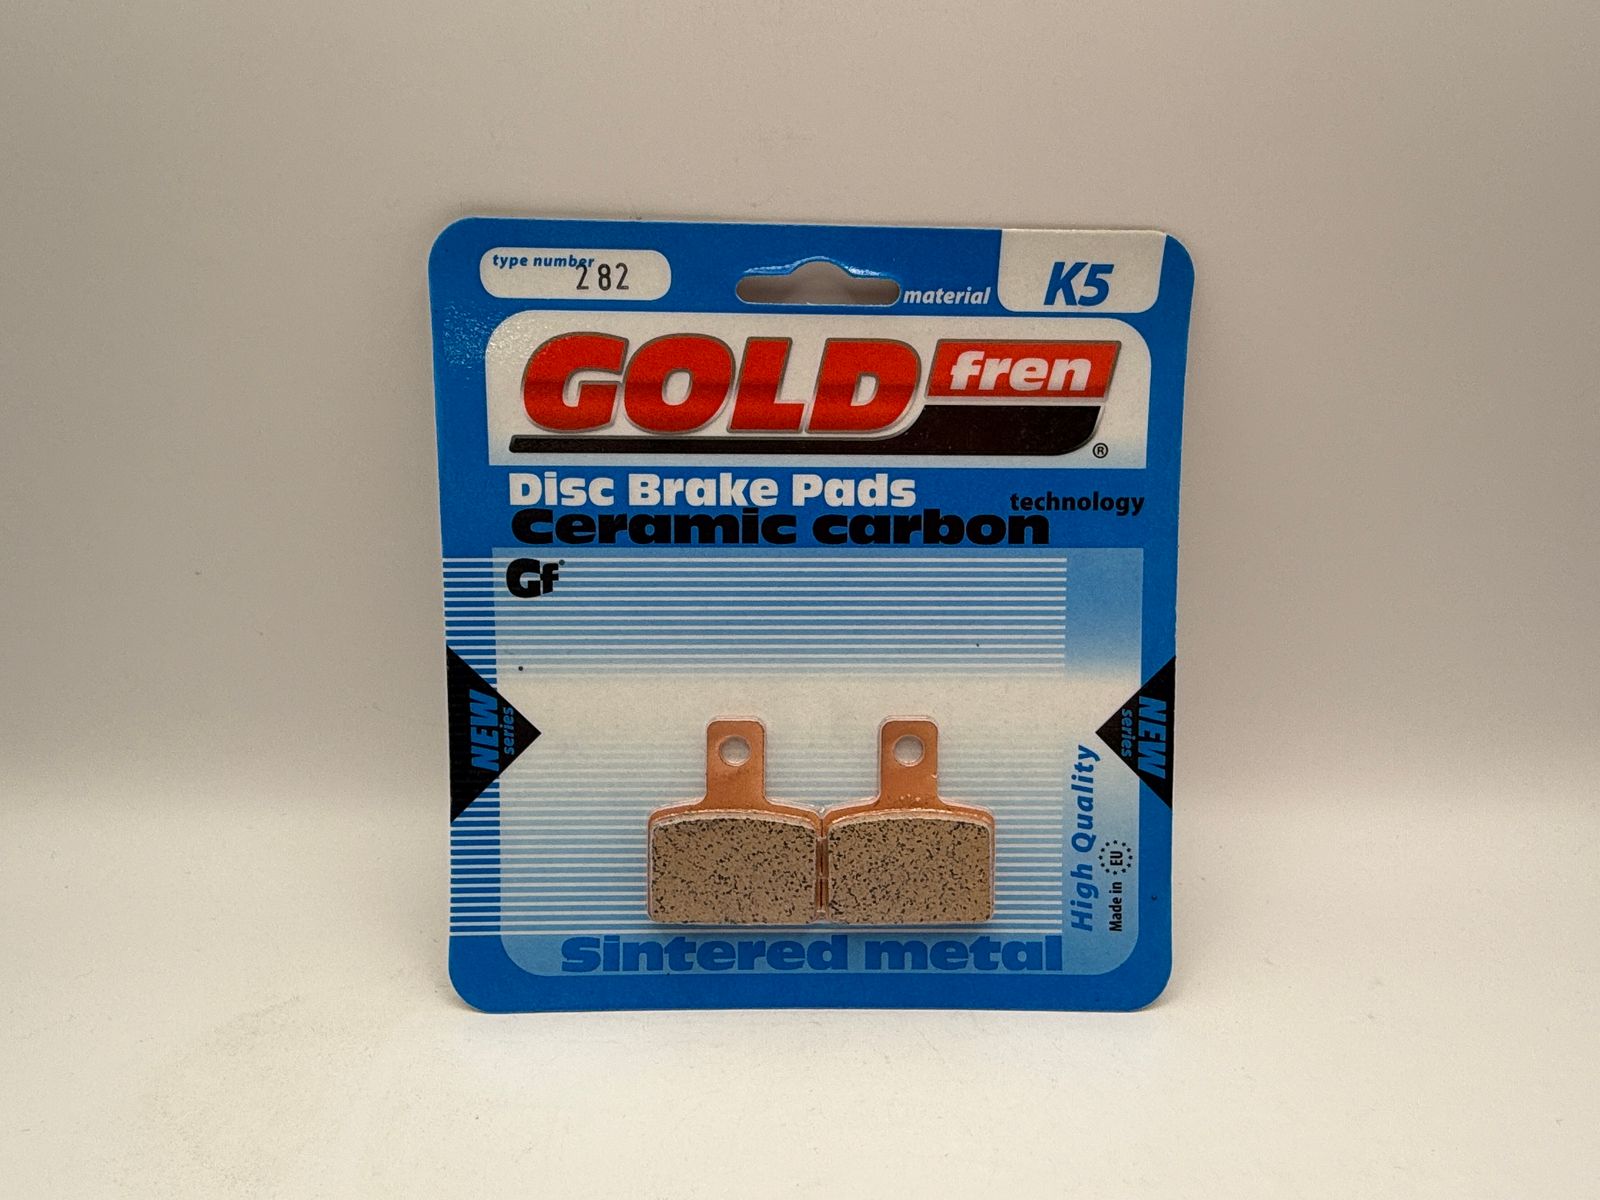 type number
282
material
K5
GOLD fren
®
Disc Brake Pads
technology
Ceramic carbon
Gf
NEW
series
NEW
series
High Quality
Made in EU
Sintered metal